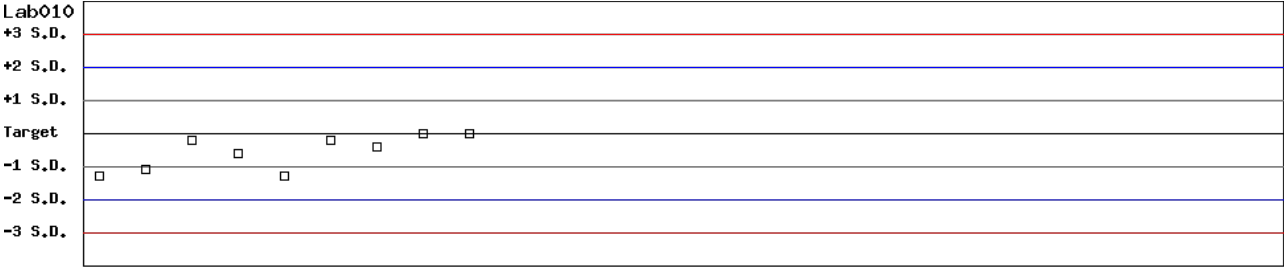 Lab010
+3 S.D.
+2 S.D.
+1 S.D.
Target
-1 S.D.
-2 S.D.
-3 S.D.